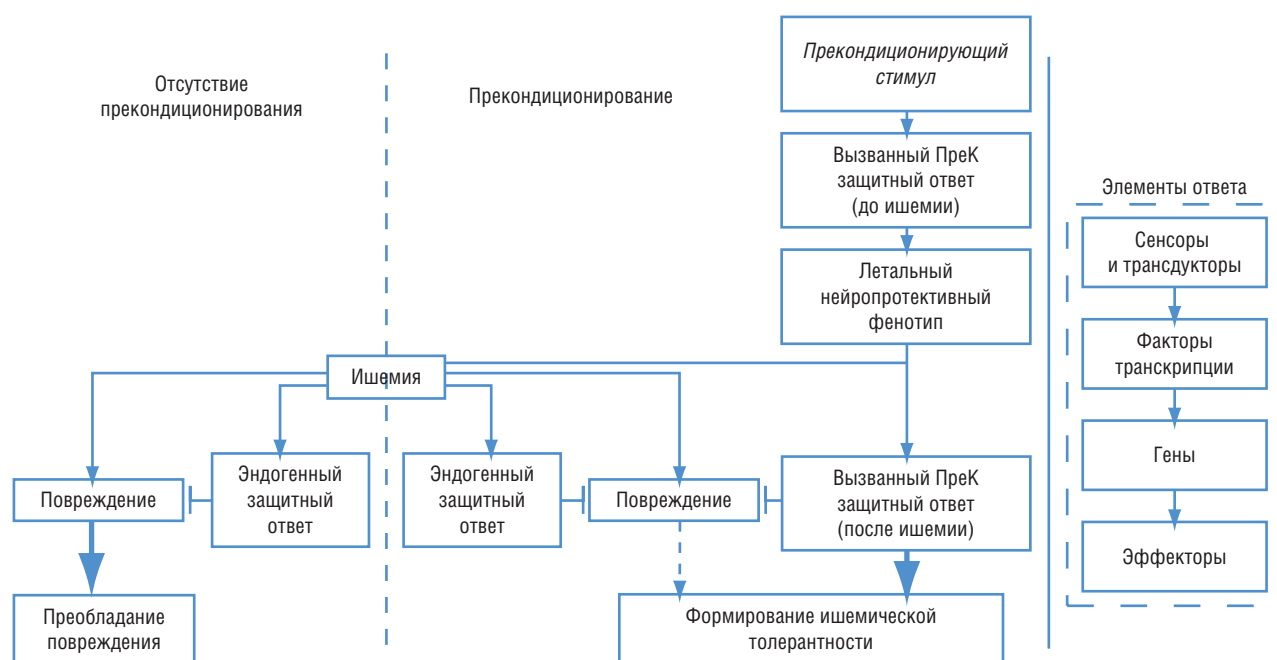 Отсутствие
прекондиционирования
Прекондиционирование
Прекондиционирующий
стимул
Вызванный ПреК
защитный ответ
(до ишемии)
Летальный
нейропротективный
фенотип
Ишемия
Повреждение
Эндогенный
защитный
ответ
Эндогенный
защитный
ответ
Повреждение
Вызванный ПреК
защитный ответ
(после ишемии)
Преобладание
повреждения
Формирование ишемической
толерантности
Элементы ответа
Сенсоры
и трансдукторы
Факторы
транскрипции
Гены
Эффекторы